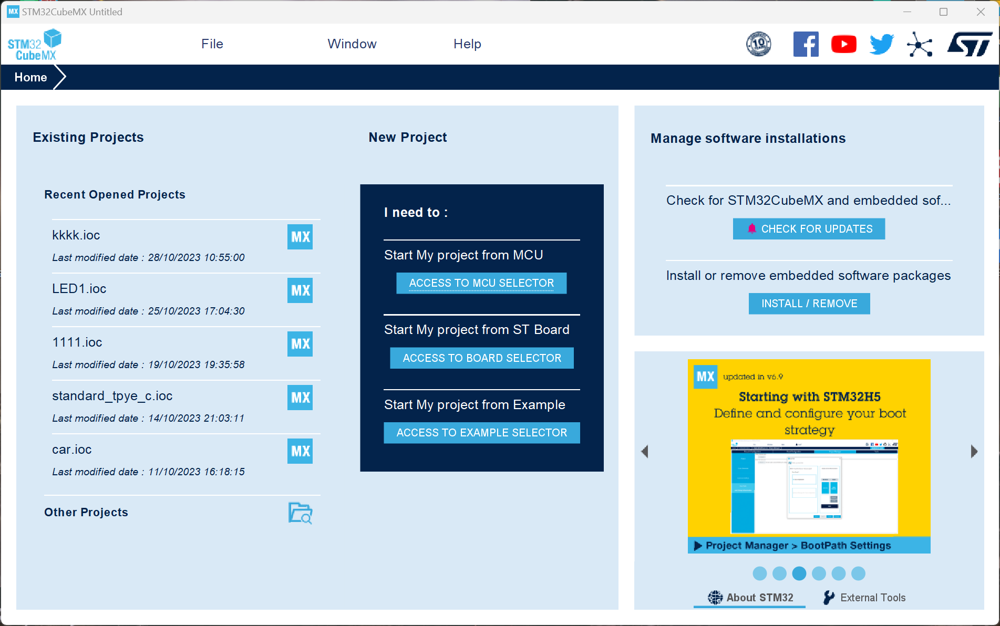 MX STM32CubeMX Untitled
STM32
CubeMX
File
Window
Help
10
ST
Home
Existing Projects
New Project
Manage software installations
Recent Opened Projects
kkkk.ioc
MX
Last modified date : 28/10/2023 10:55:00
LED1.ioc
MX
Last modified date : 25/10/2023 17:04:30
1111.ioc
MX
Last modified date : 19/10/2023 19:35:58
standard_tpye_c.ioc
MX
Last modified date : 14/10/2023 21:03:11
car.ioc
MX
Last modified date : 11/10/2023 16:18:15
Other Projects
I need to :
Start My project from MCU
ACCESS TO MCU SELECTOR
Start My project from ST Board
ACCESS TO BOARD SELECTOR
Start My project from Example
ACCESS TO EXAMPLE SELECTOR
Check for STM32CubeMX and embedded sof...
CHECK FOR UPDATES
Install or remove embedded software packages
INSTALL / REMOVE
MX updated in v6.9
Starting with STM32H5
Define and configure your boot
strategy
Project Manager > BootPath Settings
About STM32
External Tools